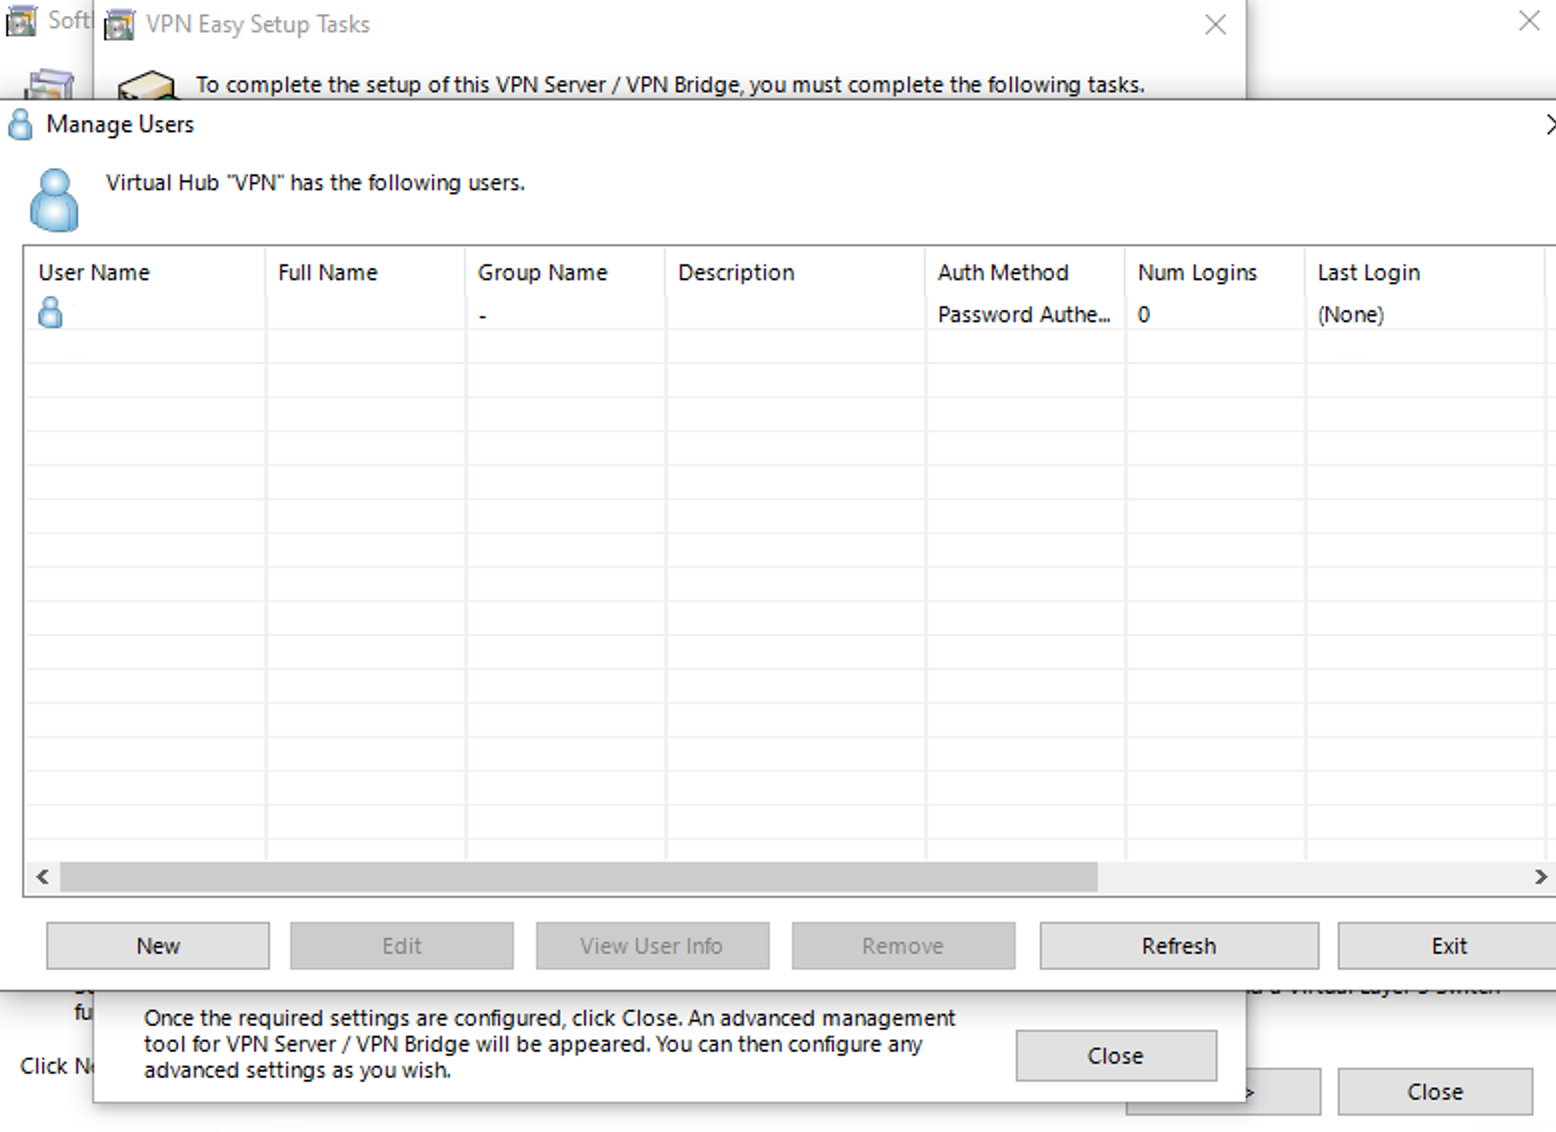 Soft
VPN Easy Setup Tasks
To complete the setup of this VPN Server / VPN Bridge, you must complete the following tasks.
Manage Users
Virtual Hub "VPN" has the following users.
User Name Full Name Group Name Description Auth Method Num Logins Last Login
- Password Authe... 0 (None)
New Edit View User Info Remove Refresh Exit
fu
Once the required settings are configured, click Close. An advanced management
tool for VPN Server / VPN Bridge will be appeared. You can then configure any
advanced settings as you wish.
Close
Click Ne
> Close